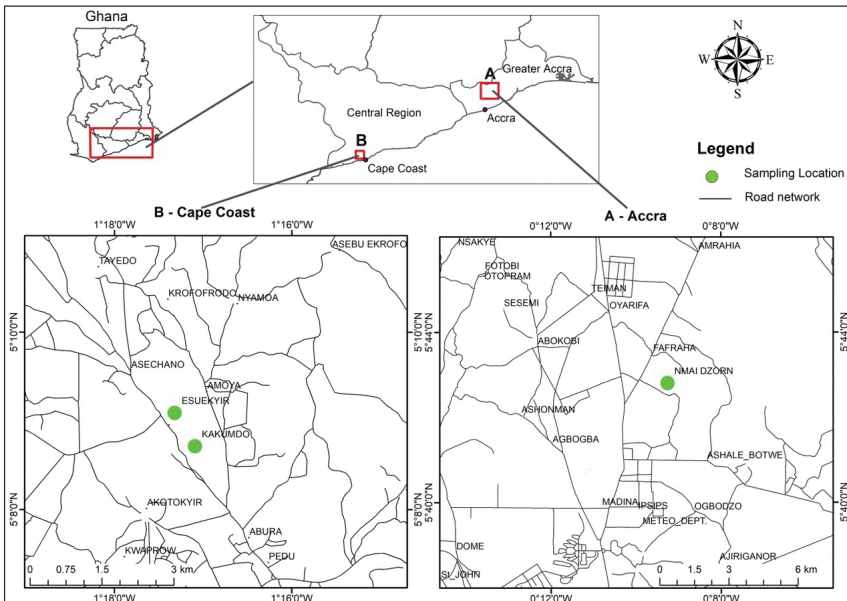 Ghana
N
W
E
S
A
Greater Accra
Central Region
Accra
B
Cape Coast
Legend
Sampling Location
Road network
B - Cape Coast
1°18'0"W
1°16'0"W
ASEBU EKROFO
TAYEDO
KROFOFRODO
NYAMOA
5°10'0"N
5°10'0"N
ASECHANO
AMOYA
ESUEKYIR
KAKUMDO
AKOTOKYIR
5°8'0"N
5°8'0"N
ABURA
KWAPROW
PEDU
0 0.75 1.5 3 km
1°18'0"W
1°16'0"W
A - Accra
0°12'0"W
0°8'0"W
NSAKYE
AMRAHIA
FOTOBI
OTOPRAM
TEIMAN
SESEMI
OYARIFA
5°44'0"N
5°44'0"N
ABOKOBI
FAFRAHA
NMAI DZORN
ASHONMAN
AGBOGBA
ASHALE_BOTWE
MADINA
IPSIPS
OGBODZO
5°40'0"N
5°40'0"N
METEO_DEPT.
DOME
AJIRIGANOR
ST_JOHN
0 1.5 3 6 km
0°12'0"W
0°8'0"W